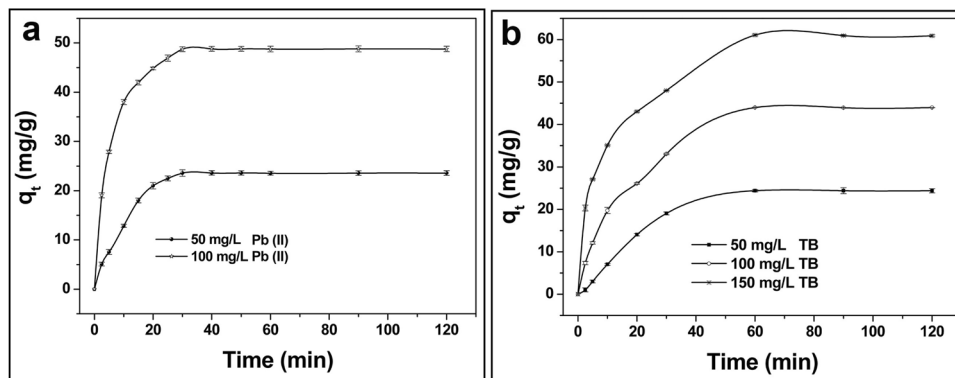 a
q_t (mg/g)
50
40
30
20
10
0
50 mg/L Pb (II)
100 mg/L Pb (II)
0 20 40 60 80 100 120
Time (min)
b
q_t (mg/g)
60
50
40
30
20
10
0
50 mg/L TB
100 mg/L TB
150 mg/L TB
0 20 40 60 80 100 120
Time (min)